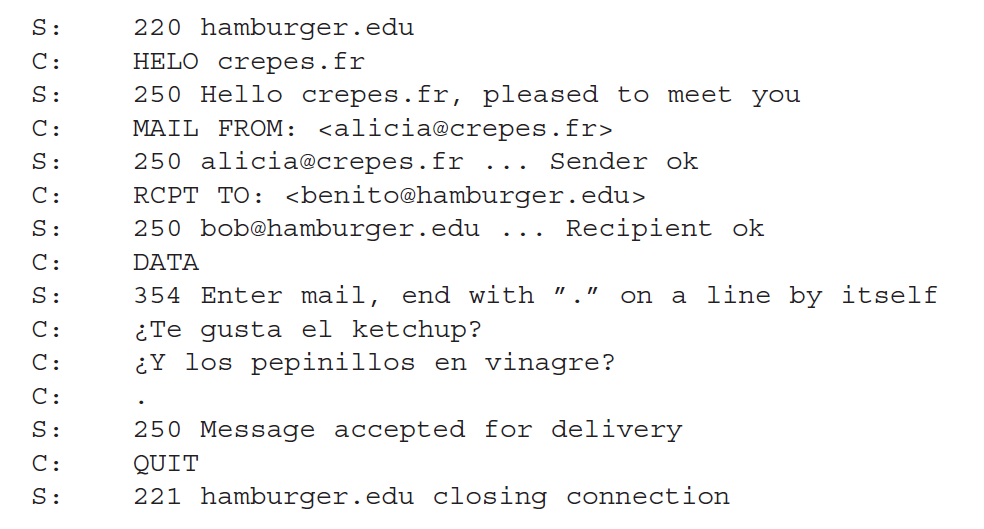 S: 220 hamburger.edu
C: HELO crepes.fr
S: 250 Hello crepes.fr, pleased to meet you
C: MAIL FROM: <alicia@crepes.fr>
S: 250 alicia@crepes.fr ... Sender ok
C: RCPT TO: <benito@hamburger.edu>
S: 250 bob@hamburger.edu ... Recipient ok
C: DATA
S: 354 Enter mail, end with ”.” on a line by itself
C: ¿Te gusta el ketchup?
C: ¿Y los pepinillos en vinagre?
C: .
S: 250 Message accepted for delivery
C: QUIT
S: 221 hamburger.edu closing connection